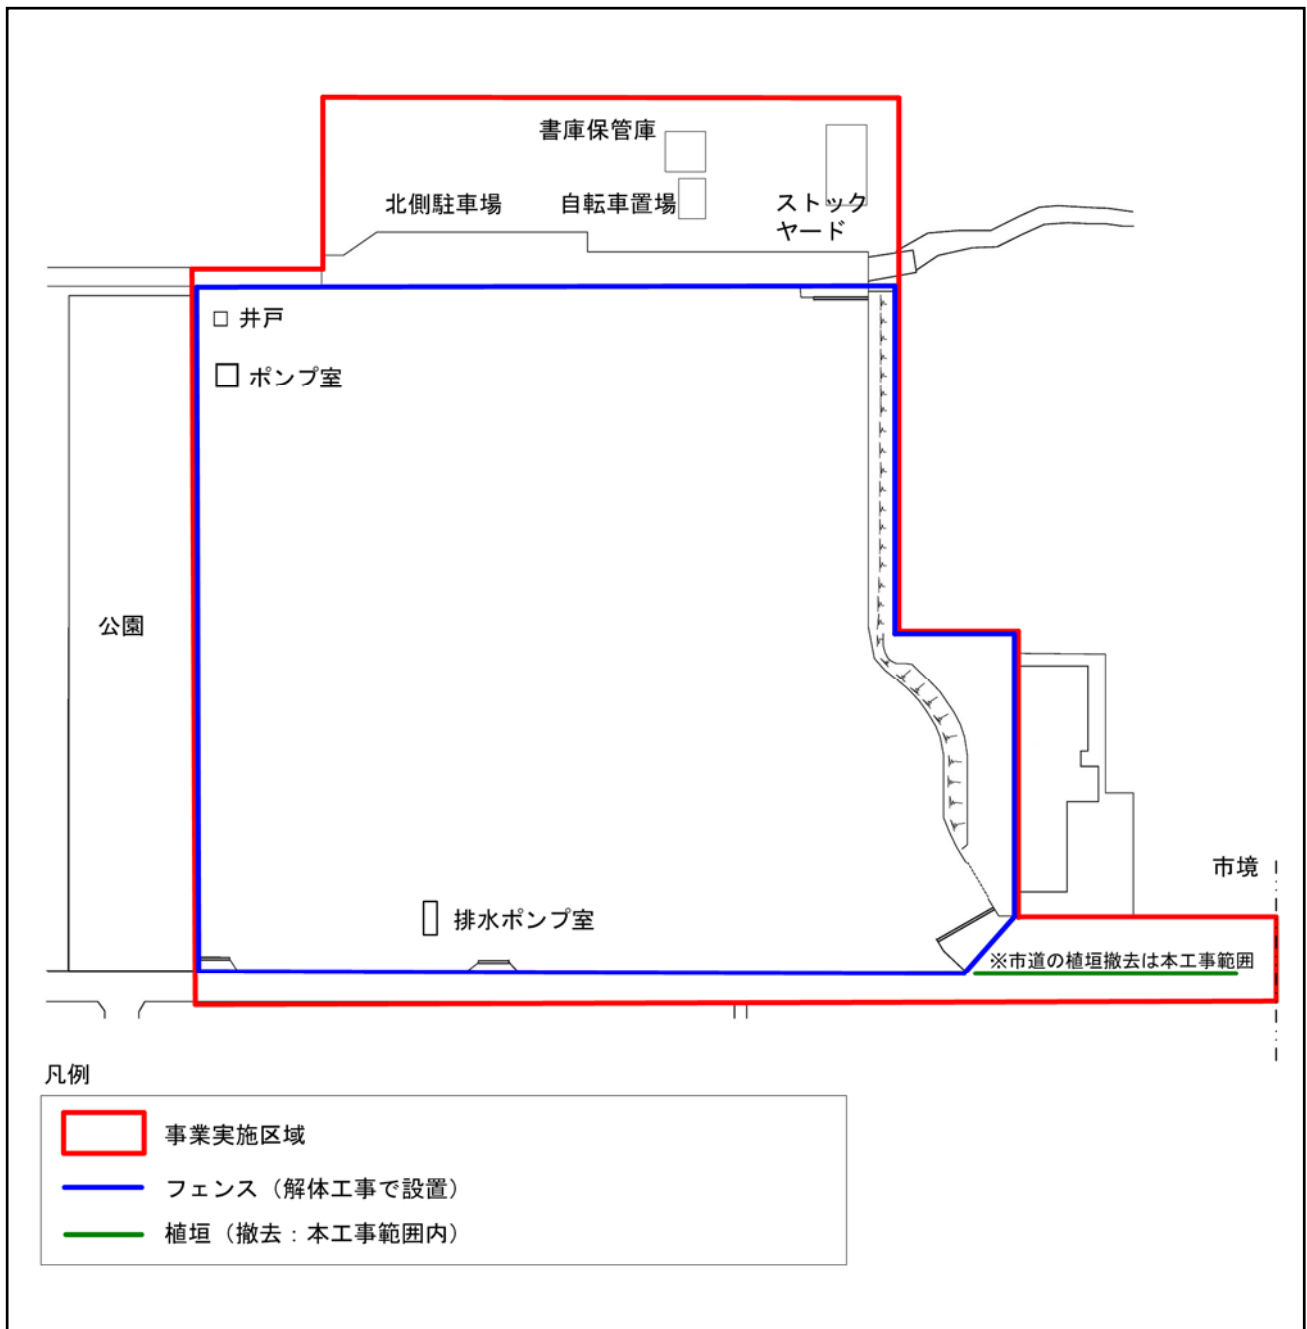 書庫保管庫
北側駐車場
自転車置場
ストック
ヤード
井戸
ポンプ室
公園
市境
排水ポンプ室
※市道の植垣撤去は本工事範囲
凡例
事業実施区域
フェンス（解体工事で設置）
植垣（撤去：本工事範囲内）